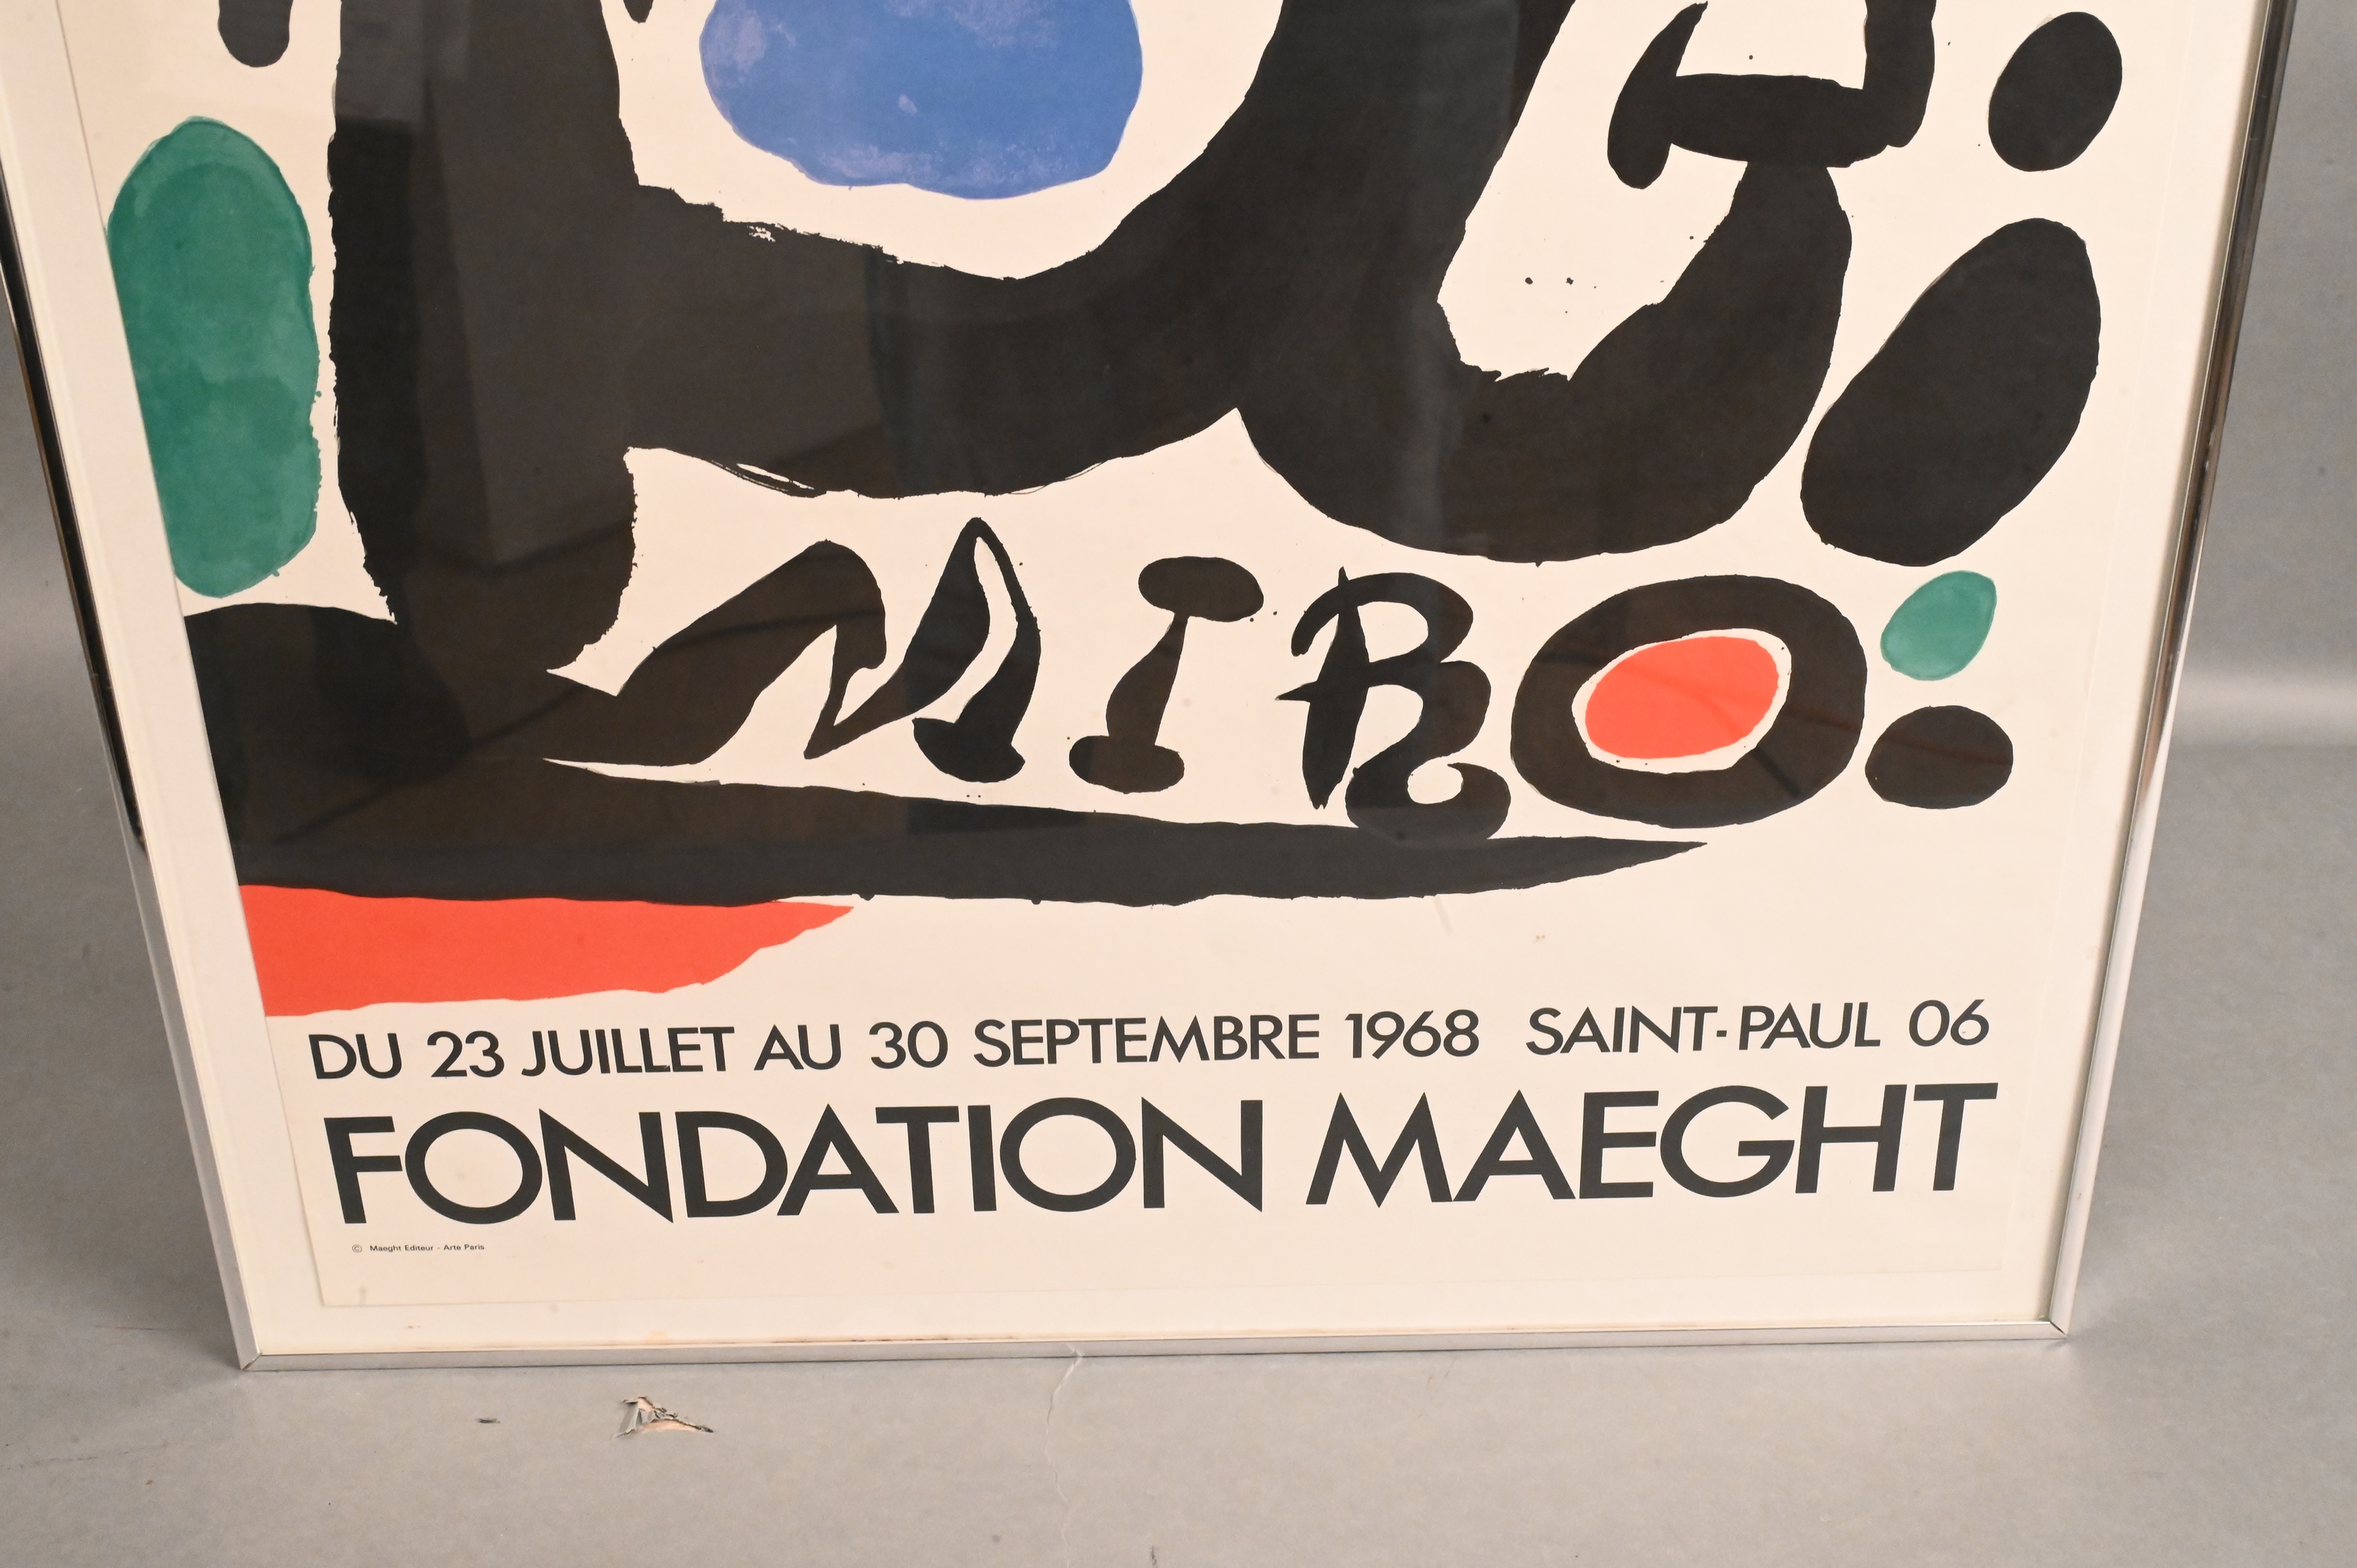 MIRO
DU 23 JUILLET AU 30 SEPTEMBRE 1968 SAINT-PAUL 06
FONDATION MAEGHT
© Maeght Editeur - Arte Paris